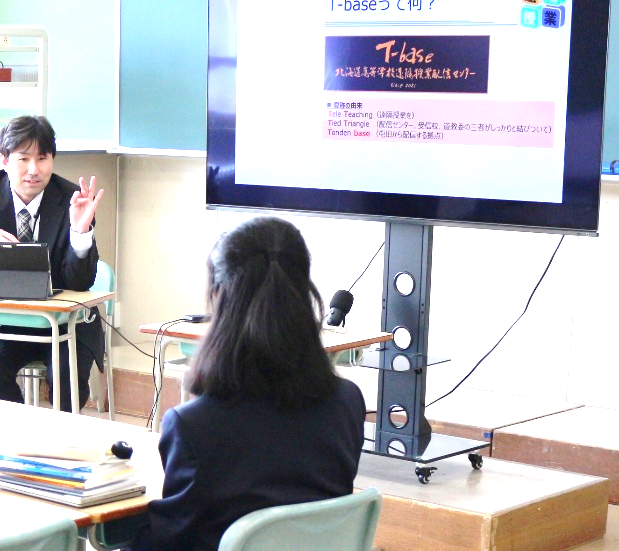 T-baseって何？
業
T-base
北海道高等学校遠隔授業配信センター
since 2021
■ 愛称の由来
Tele Teaching（遠隔授業を）
Tied Triangle （配信センター、受信校、道教委の三者がしっかりと結びついて）
Tonden base（屯田から配信する拠点）